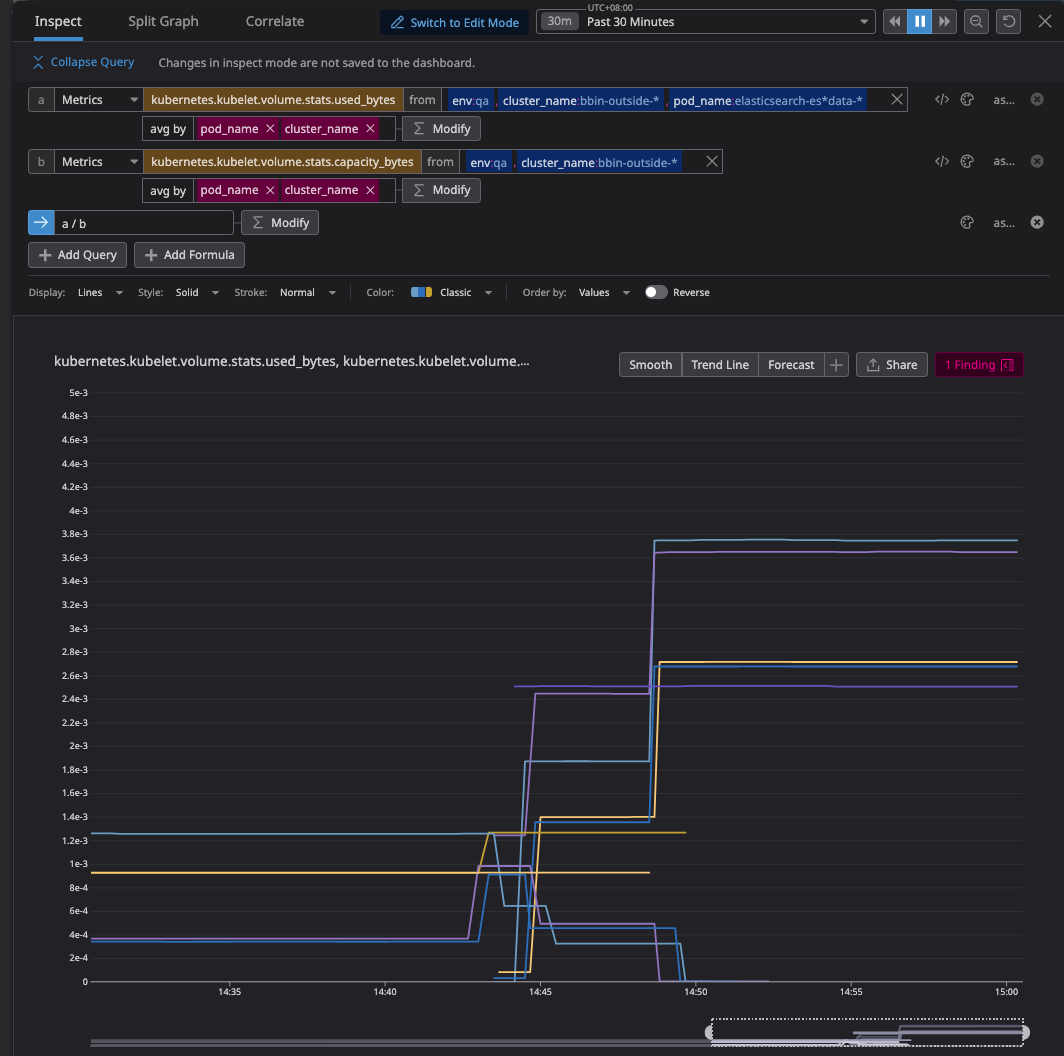 Inspect Split Graph Correlate Switch to Edit Mode 30m UTC+08:00 Past 30 Minutes
Collapse Query Changes in inspect mode are not saved to the dashboard.
a Metrics kubernetes.kubelet.volume.stats.used_bytes from env:qa , cluster_name:bbin-outside-* , pod_name:elasticsearch-es*data-* as...
avg by pod_name cluster_name Σ Modify
b Metrics kubernetes.kubelet.volume.stats.capacity_bytes from env:qa , cluster_name:bbin-outside-* as...
avg by pod_name cluster_name Σ Modify
a / b Σ Modify as...
Add Query Add Formula
Display: Lines Style: Solid Stroke: Normal Color: Classic Order by: Values Reverse
kubernetes.kubelet.volume.stats.used_bytes, kubernetes.kubelet.volume.... Smooth Trend Line Forecast Share 1 Finding
5e-3
4.8e-3
4.6e-3
4.4e-3
4.2e-3
4e-3
3.8e-3
3.6e-3
3.4e-3
3.2e-3
3e-3
2.8e-3
2.6e-3
2.4e-3
2.2e-3
2e-3
1.8e-3
1.6e-3
1.4e-3
1.2e-3
1e-3
8e-4
6e-4
4e-4
2e-4
0
14:35 14:40 14:45 14:50 14:55 15:00